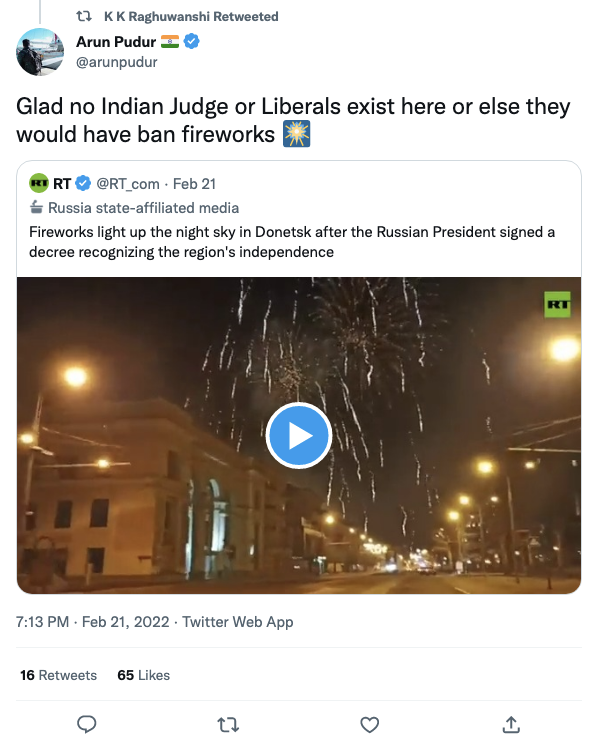 K K Raghuwanshi Retweeted
Arun Pudur 🇮🇳
@arunpudur
Glad no Indian Judge or Liberals exist here or else they
would have ban fireworks 🎆
RT RT @RT_com · Feb 21
Russia state-affiliated media
Fireworks light up the night sky in Donetsk after the Russian President signed a
decree recognizing the region's independence
RT
7:13 PM · Feb 21, 2022 · Twitter Web App
16 Retweets 65 Likes